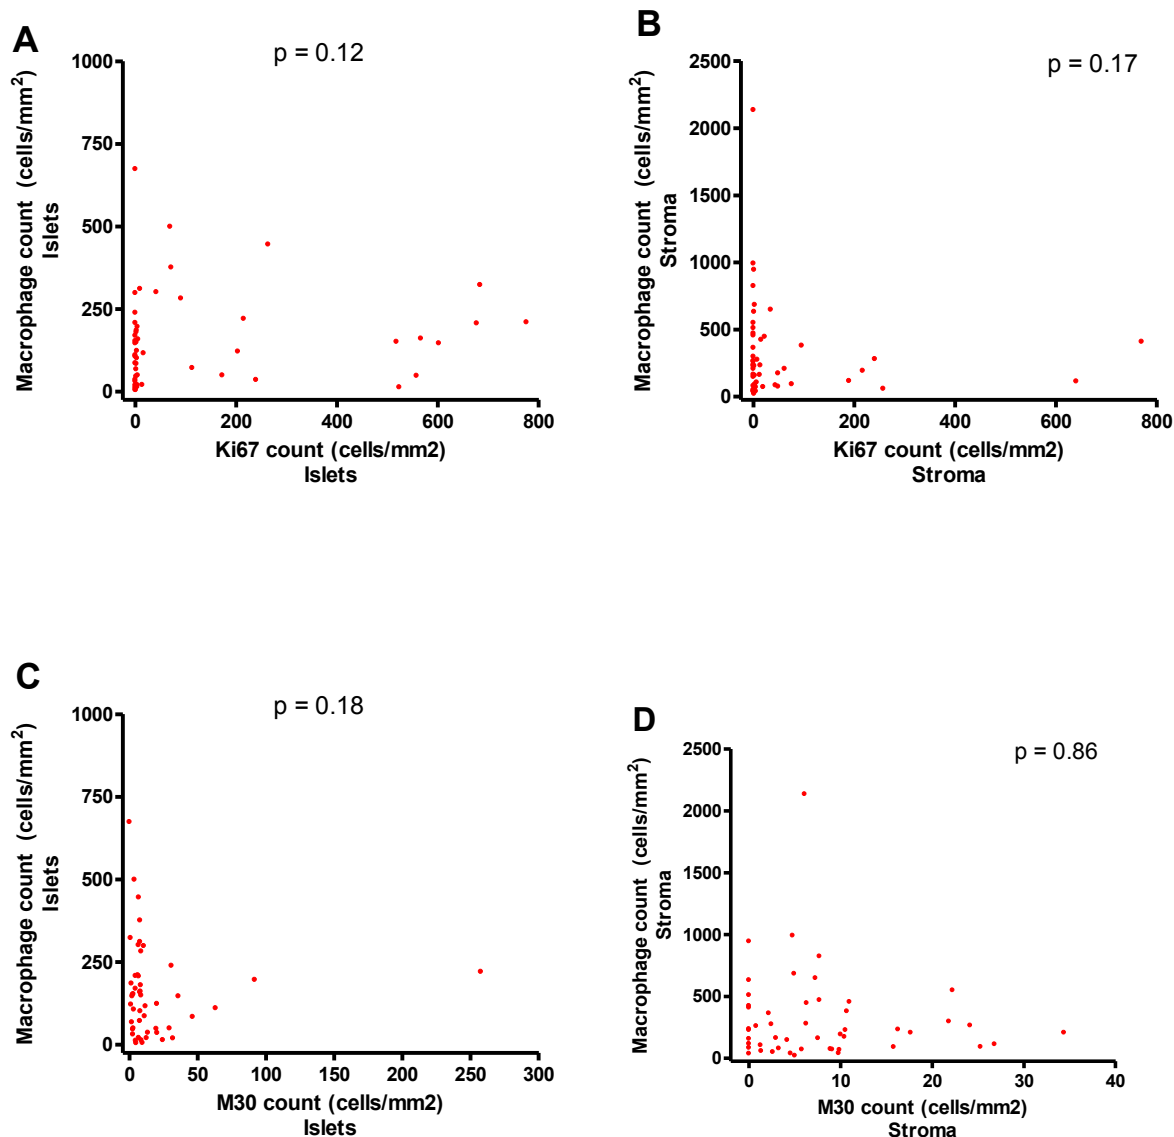 A
p = 0.12
Macrophage count (cells/mm²)
Islets
1000
750
500
250
0
0 200 400 600 800
Ki67 count (cells/mm2)
Islets
B
p = 0.17
Macrophage count (cells/mm²)
Stroma
2500
2000
1500
1000
500
0
0 200 400 600 800
Ki67 count (cells/mm2)
Stroma
C
p = 0.18
Macrophage count (cells/mm²)
Islets
1000
750
500
250
0
0 50 100 150 200 250 300
M30 count (cells/mm2)
Islets
D
p = 0.86
Macrophage count (cells/mm²)
Stroma
2500
2000
1500
1000
500
0
0 10 20 30 40
M30 count (cells/mm2)
Stroma